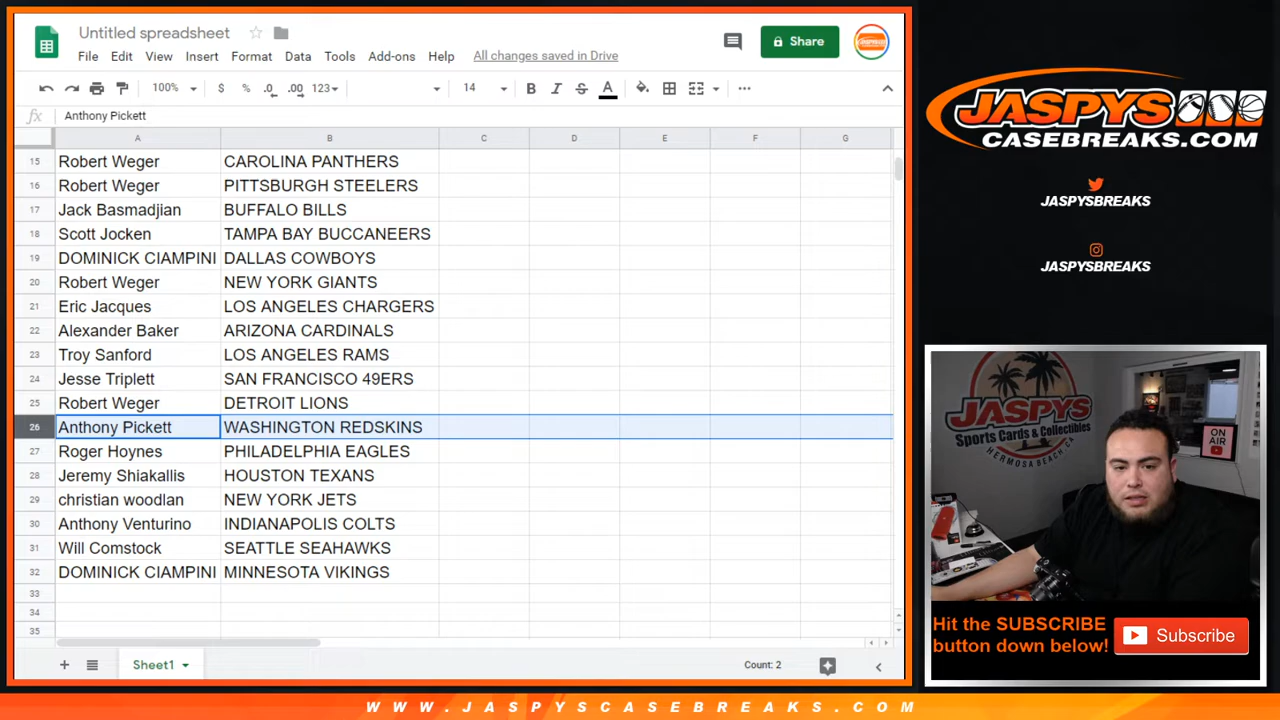 Untitled spreadsheet
File Edit View Insert Format Data Tools Add-ons Help All changes saved in Drive
Share
100% $ % .0 .00 123 14 B I S A
fx Anthony Pickett
A B C D E F G
15 Robert Weger CAROLINA PANTHERS
16 Robert Weger PITTSBURGH STEELERS
17 Jack Basmadjian BUFFALO BILLS
18 Scott Jocken TAMPA BAY BUCCANEERS
19 DOMINICK CIAMPINI DALLAS COWBOYS
20 Robert Weger NEW YORK GIANTS
21 Eric Jacques LOS ANGELES CHARGERS
22 Alexander Baker ARIZONA CARDINALS
23 Troy Sanford LOS ANGELES RAMS
24 Jesse Triplett SAN FRANCISCO 49ERS
25 Robert Weger DETROIT LIONS
26 Anthony Pickett WASHINGTON REDSKINS
27 Roger Hoynes PHILADELPHIA EAGLES
28 Jeremy Shiakallis HOUSTON TEXANS
29 christian woodlan NEW YORK JETS
30 Anthony Venturino INDIANAPOLIS COLTS
31 Will Comstock SEATTLE SEAHAWKS
32 DOMINICK CIAMPINI MINNESOTA VIKINGS
33
34
35
Sheet1
Count: 2
JASPYS
CASEBREAKS.COM
JASPYSBREAKS
JASPYSBREAKS
JASPYS
Sports Cards & Collectibles
HERMOSA BEACH, CA
ON AIR
Hit the SUBSCRIBE
button down below!
Subscribe
WWW.JASPYSCASEBREAKS.COM